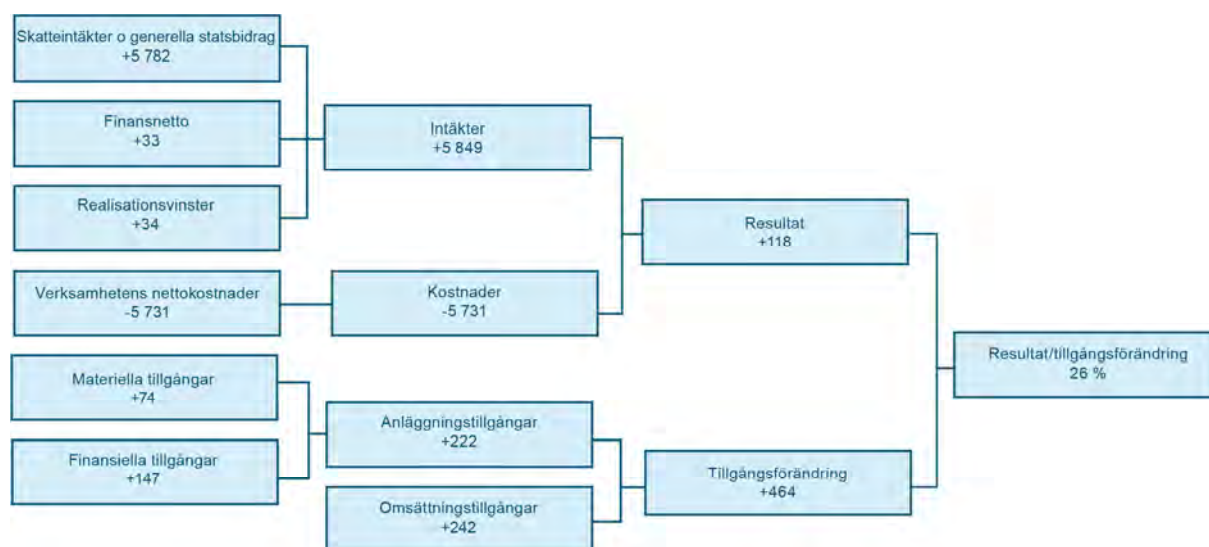 Skatteintäkter o generella statsbidrag
+5 782
Finansnetto
+33
Realisationsvinster
+34
Verksamhetens nettokostnader
-5 731
Materiella tillgångar
+74
Finansiella tillgångar
+147
Intäkter
+5 849
Kostnader
-5 731
Anläggningstillgångar
+222
Omsättningstillgångar
+242
Resultat
+118
Tillgångsförändring
+464
Resultat/tillgångsförändring
26 %